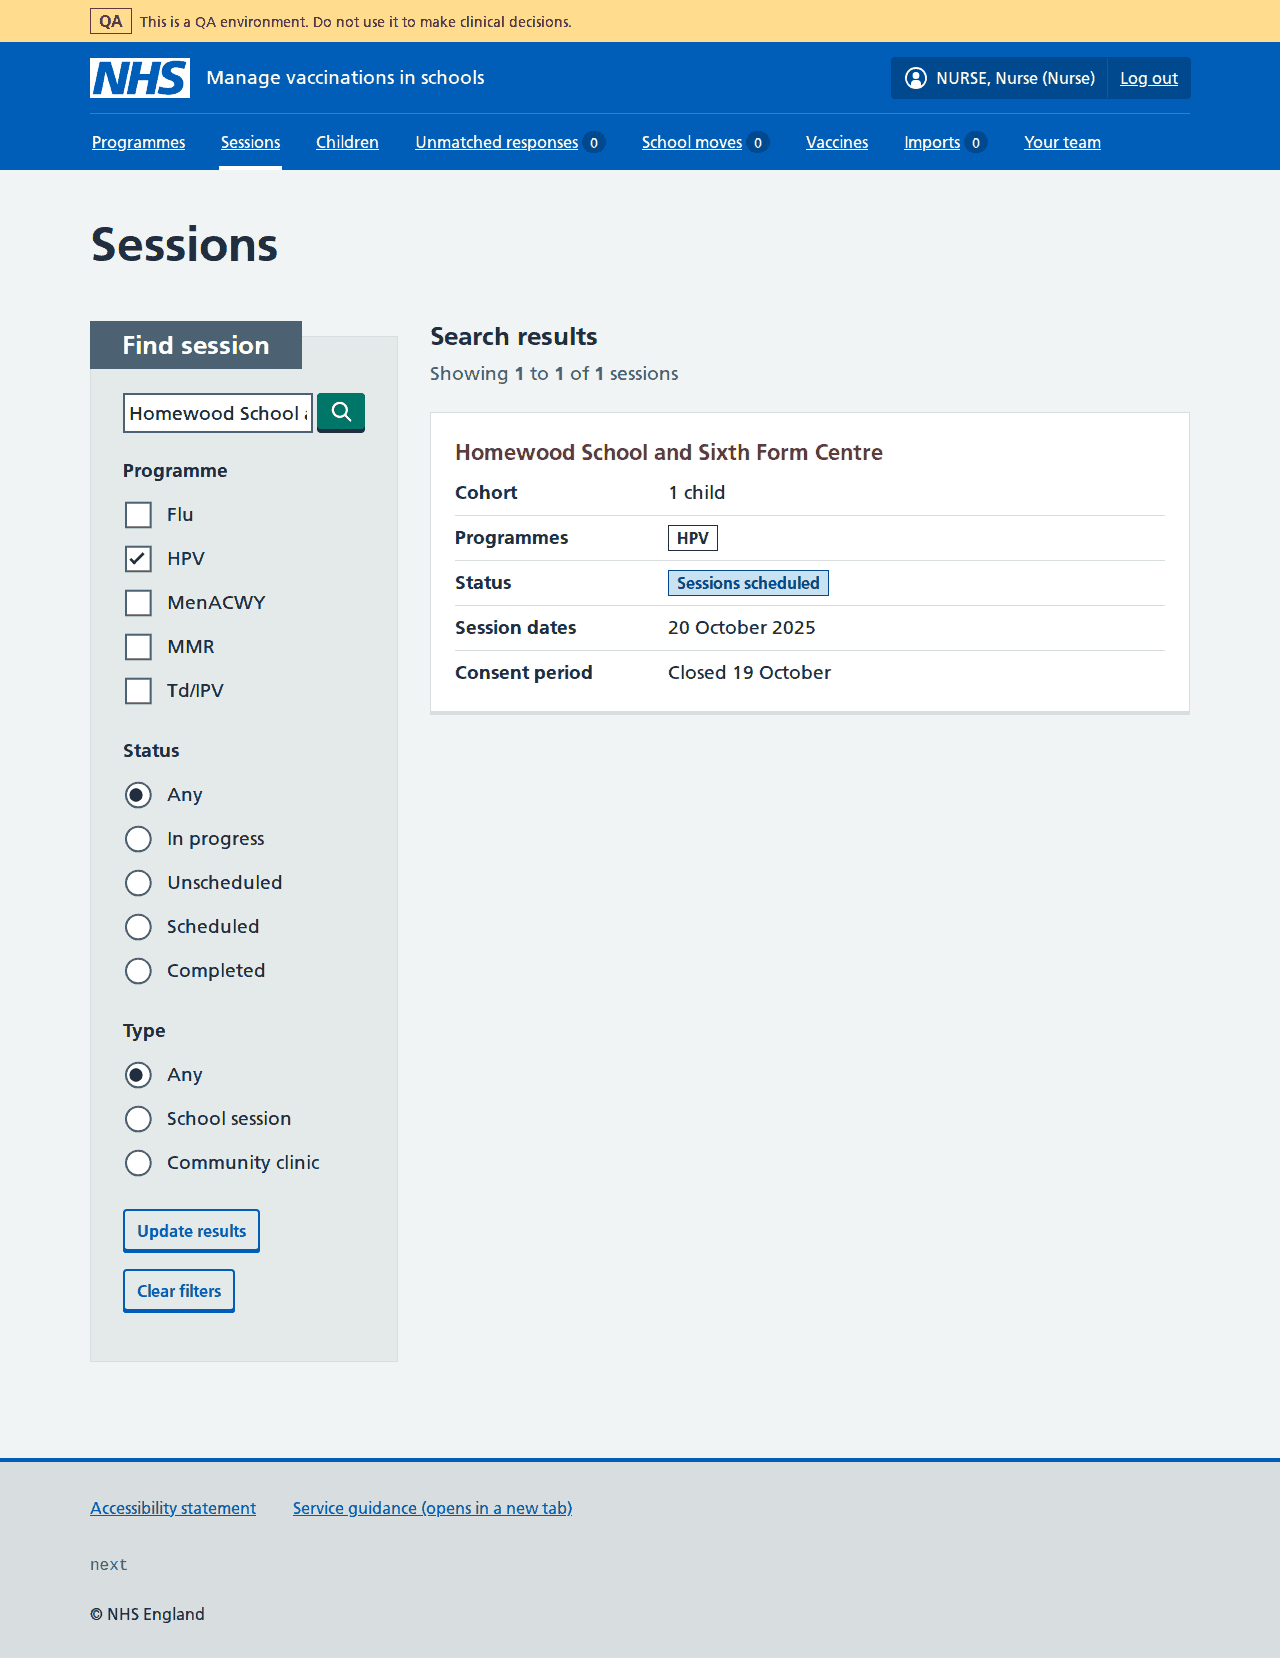 QA This is a QA environment. Do not use it to make clinical decisions.
NHS Manage vaccinations in schools NURSE, Nurse (Nurse) Log out
Programmes Sessions Children Unmatched responses 0 School moves 0 Vaccines Imports 0 Your team
Sessions
Find session
Homewood School
Programme
Flu
HPV
MenACWY
MMR
Td/IPV
Status
Any
In progress
Unscheduled
Scheduled
Completed
Type
Any
School session
Community clinic
Update results
Clear filters
Search results
Showing 1 to 1 of 1 sessions
Homewood School and Sixth Form Centre
Cohort 1 child
Programmes HPV
Status Sessions scheduled
Session dates 20 October 2025
Consent period Closed 19 October
Accessibility statement Service guidance (opens in a new tab)
next
© NHS England